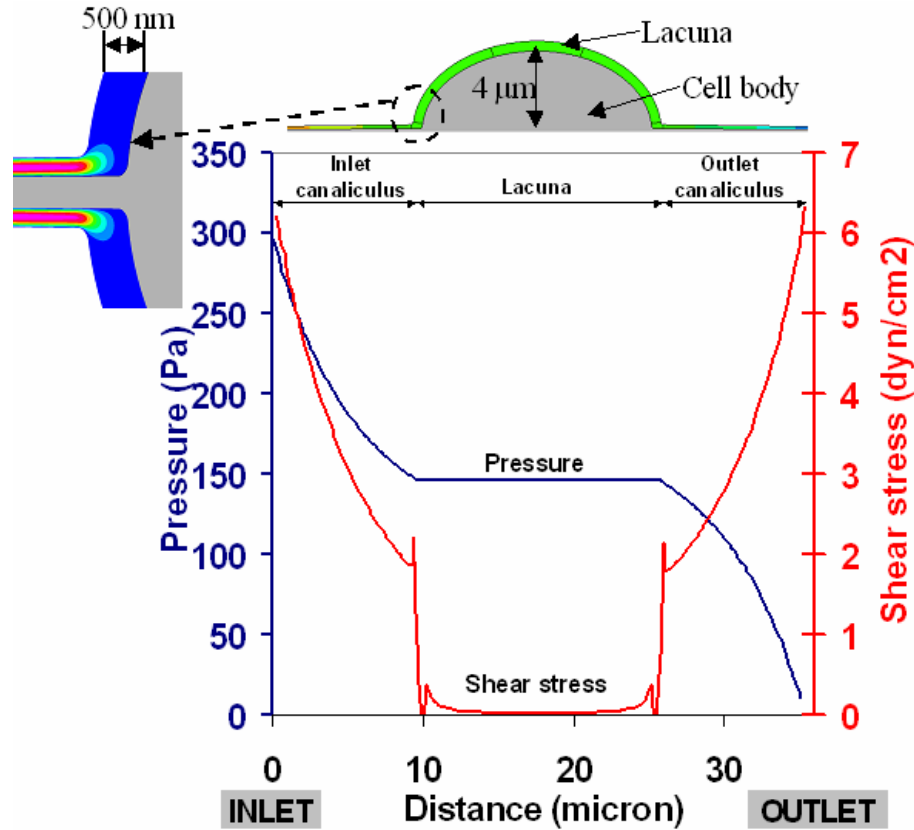 500 nm
Lacuna
4 µm
Cell body
350
300
250
200
150
100
50
0
Pressure (Pa)
Inlet
canaliculus
Lacuna
Outlet
canaliculus
Pressure
Shear stress
7
6
5
4
3
2
1
0
Shear stress (dyn/cm2)
0 10 20 30
INLET Distance (micron) OUTLET